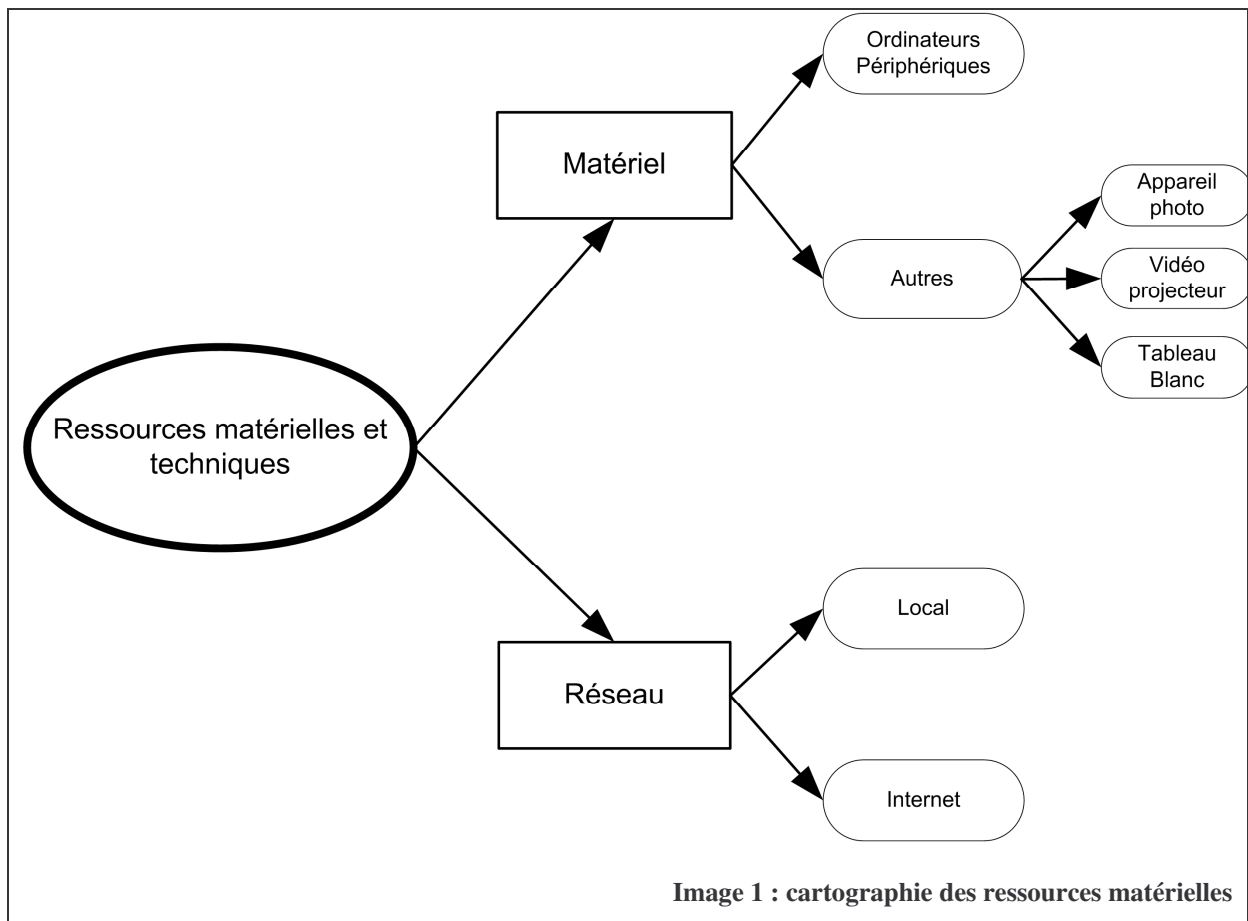 Ordinateurs
Périphériques
Matériel
Appareil
photo
Autres
Vidéo
projecteur
Tableau
Blanc
Ressources matérielles et
techniques
Local
Réseau
Internet
Image 1 : cartographie des ressources matérielles